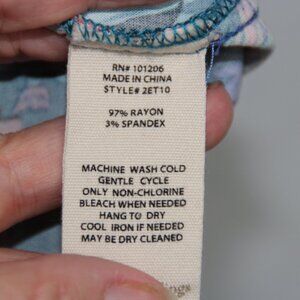 RN# 101206
MADE IN CHINA
STYLE# 2ET10
97% RAYON
3% SPANDEX
MACHINE WASH COLD
GENTLE CYCLE
ONLY NON-CHLORINE
BLEACH WHEN NEEDED
HANG TO DRY
COOL IRON IF NEEDED
MAY BE DRY CLEANED